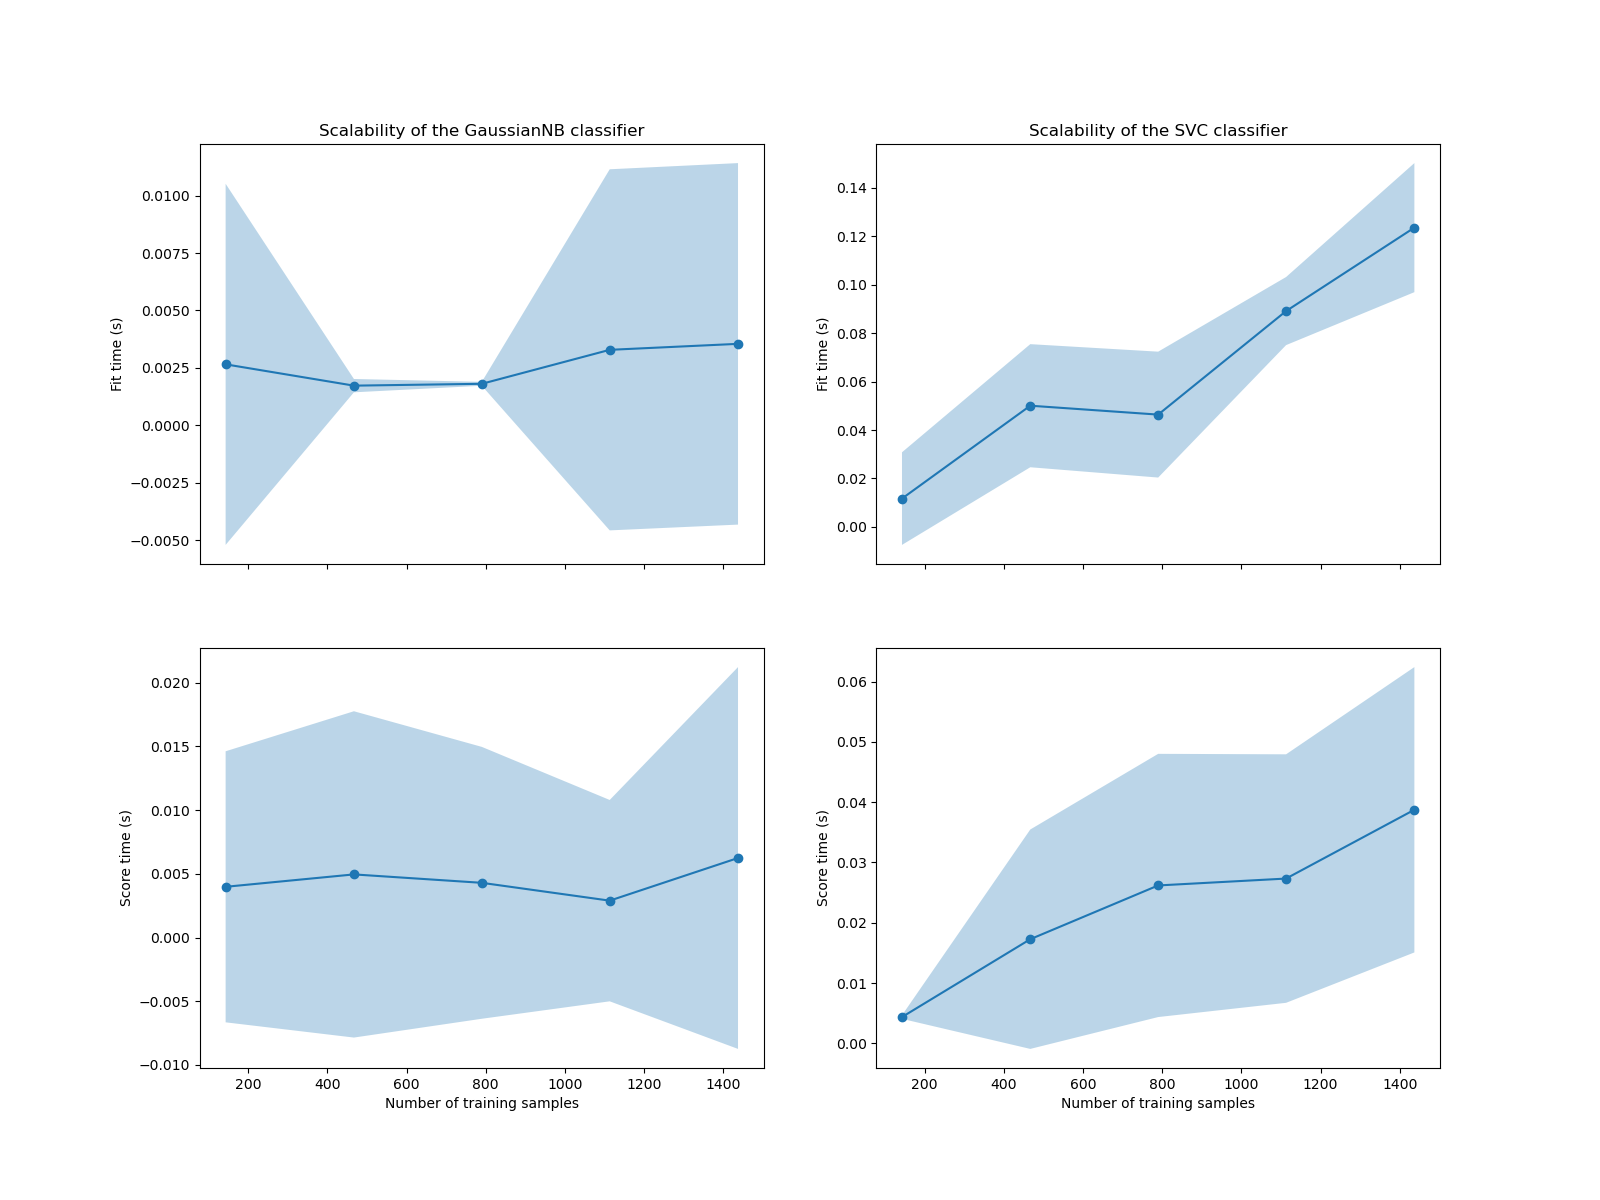 Scalability of the GaussianNB classifier
Fit time (s)
0.0100
0.0075
0.0050
0.0025
0.0000
−0.0025
−0.0050
Scalability of the SVC classifier
Fit time (s)
0.14
0.12
0.10
0.08
0.06
0.04
0.02
0.00
Score time (s)
0.020
0.015
0.010
0.005
0.000
−0.005
−0.010
200 400 600 800 1000 1200 1400
Number of training samples
Score time (s)
0.06
0.05
0.04
0.03
0.02
0.01
0.00
200 400 600 800 1000 1200 1400
Number of training samples